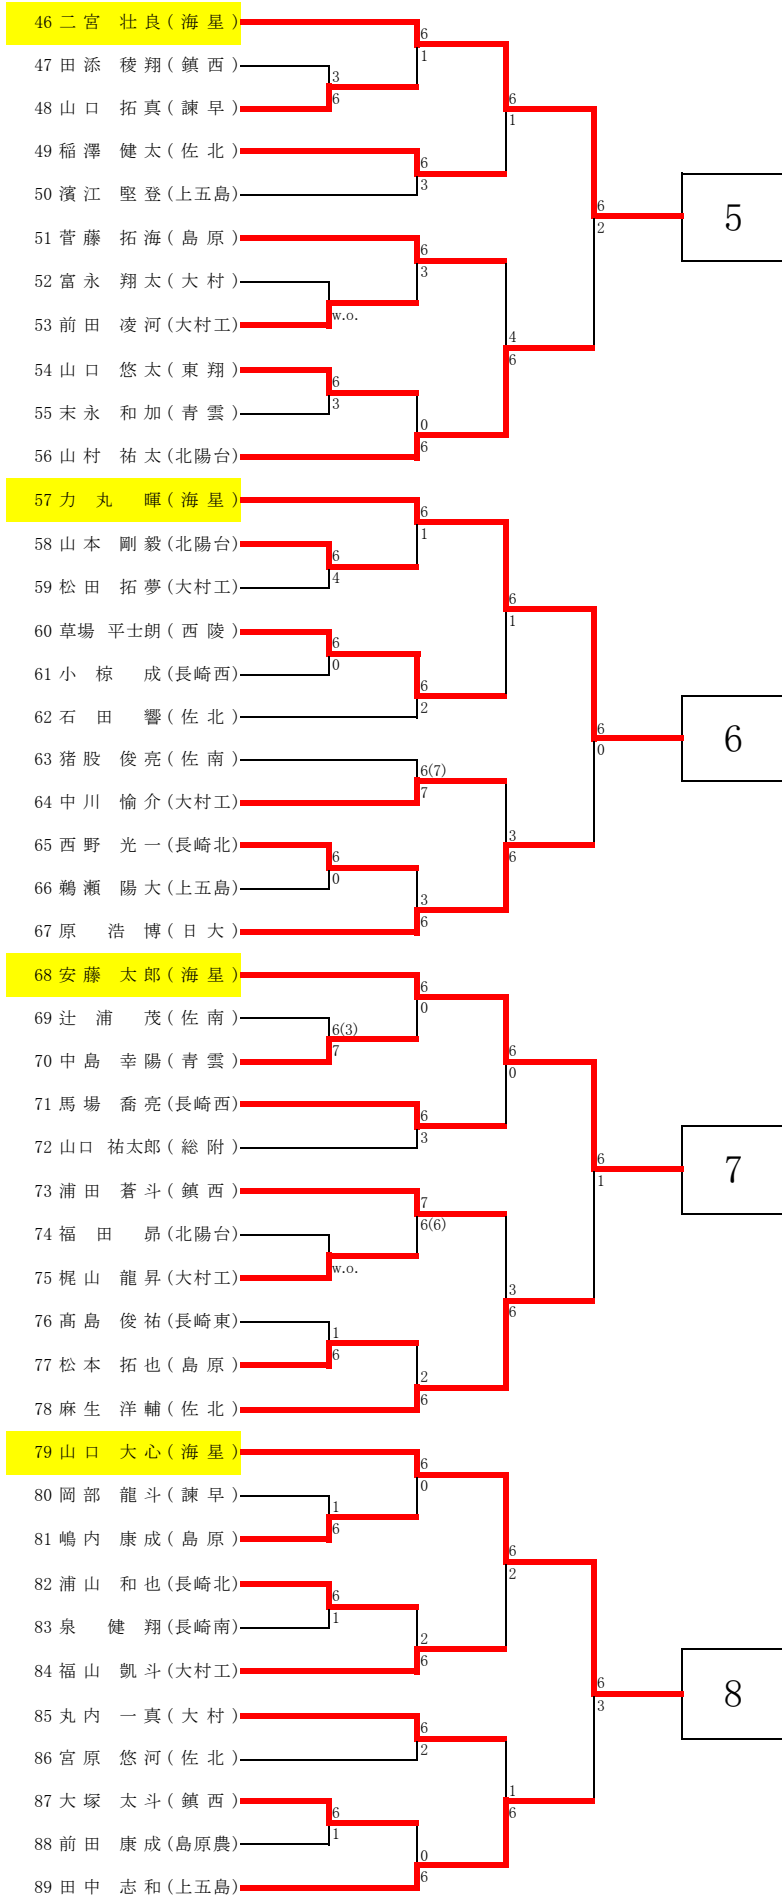 46 二宮 壮良(海星)
6
47 田添 稜翔(鎮西)
1
3
48 山口 拓真(諫早)
6
6
1
49 稲澤 健太(佐北)
6
50 濱江 堅登(上五島)
3
6
2
5
51 菅藤 拓海(島原)
6
3
52 富永 翔太(大村)
w.o.
53 前田 凌河(大村工)
4
6
54 山口 悠太(東翔)
6
55 末永 和加(青雲)
3
0
56 山村 祐太(北陽台)
6
57 力丸 暉(海星)
6
1
58 山本 剛毅(北陽台)
6
59 松田 拓夢(大村工)
4
6
1
60 草場 平士朗(西陵)
6
61 小椋 成(長崎西)
0
6
62 石田 響(佐北)
2
6
0
6
63 猪股 俊亮(佐南)
6(7)
64 中川 愉介(大村工)
7
3
65 西野 光一(長崎北)
6
6
66 鵜瀬 陽大(上五島)
0
3
67 原 浩博(日大)
6
68 安藤 太郎(海星)
6
0
69 辻浦 茂(佐南)
6(3)
70 中島 幸陽(青雲)
7
6
0
71 馬場 喬亮(長崎西)
6
72 山口 祐太郎(総附)
3
6
1
7
73 浦田 蒼斗(鎮西)
7
6(6)
74 福田 昴(北陽台)
w.o.
75 梶山 龍昇(大村工)
3
6
76 髙島 俊祐(長崎東)
1
77 松本 拓也(島原)
6
2
78 麻生 洋輔(佐北)
6
79 山口 大心(海星)
6
0
80 岡部 龍斗(諫早)
1
81 嶋内 康成(島原)
6
6
2
82 浦山 和也(長崎北)
6
83 泉 健翔(長崎南)
1
2
84 福山 凱斗(大村工)
6
6
3
8
85 丸内 一真(大村)
6
86 宮原 悠河(佐北)
2
1
87 大塚 太斗(鎮西)
6
6
88 前田 康成(島原農)
1
0
89 田中 志和(上五島)
6